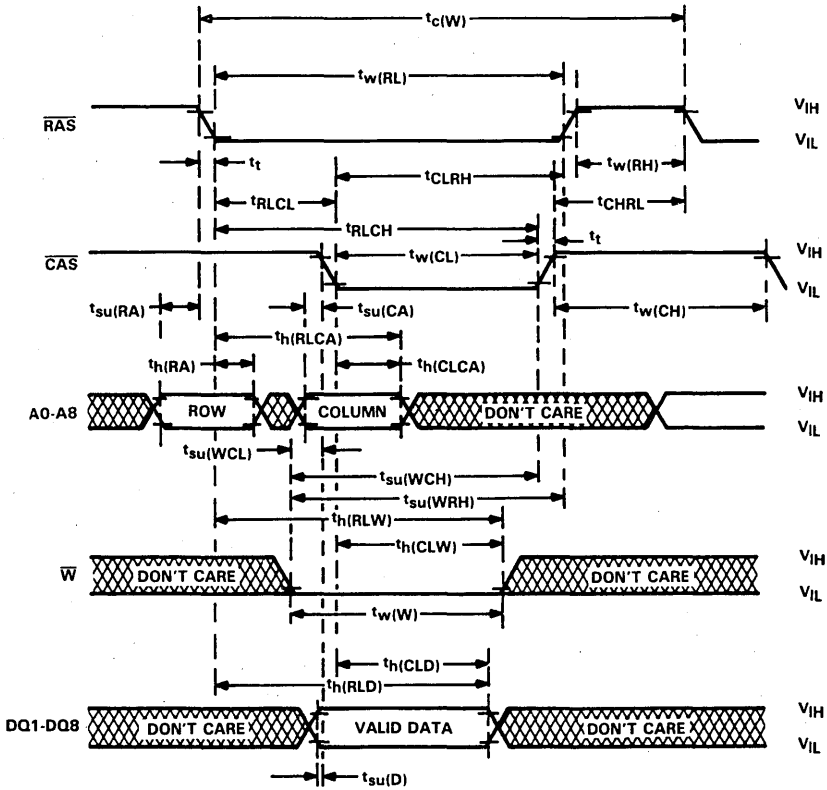 tc(W)
tw(RL)
RAS
VIH
VIL
tt
tCLRH
tw(RH)
tRLCL
tCHRL
tRLCH
tt
CAS
tw(CL)
VIH
VIL
tsu(RA)
tsu(CA)
tw(CH)
th(RLCA)
th(RA)
th(CLCA)
A0-A8
ROW
COLUMN
DON'T CARE
VIH
VIL
tsu(WCL)
tsu(WCH)
tsu(WRH)
th(RLW)
th(CLW)
W
DON'T CARE
DON'T CARE
VIH
VIL
tw(W)
th(CLD)
th(RLD)
DQ1-DQ8
DON'T CARE
VALID DATA
DON'T CARE
VIH
VIL
tsu(D)